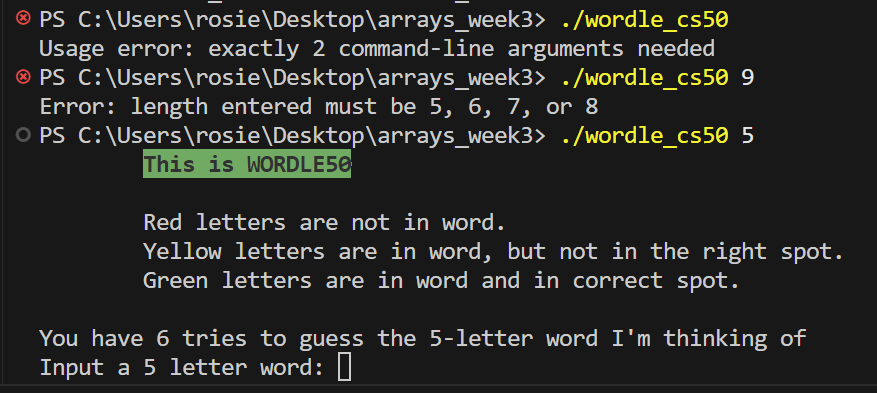 PS C:\Users\rosie\Desktop\arrays_week3> ./wordle_cs50
Usage error: exactly 2 command-line arguments needed
PS C:\Users\rosie\Desktop\arrays_week3> ./wordle_cs50 9
Error: length entered must be 5, 6, 7, or 8
PS C:\Users\rosie\Desktop\arrays_week3> ./wordle_cs50 5
This is WORDLE50
Red letters are not in word.
Yellow letters are in word, but not in the right spot.
Green letters are in word and in correct spot.
You have 6 tries to guess the 5-letter word I'm thinking of
Input a 5 letter word: